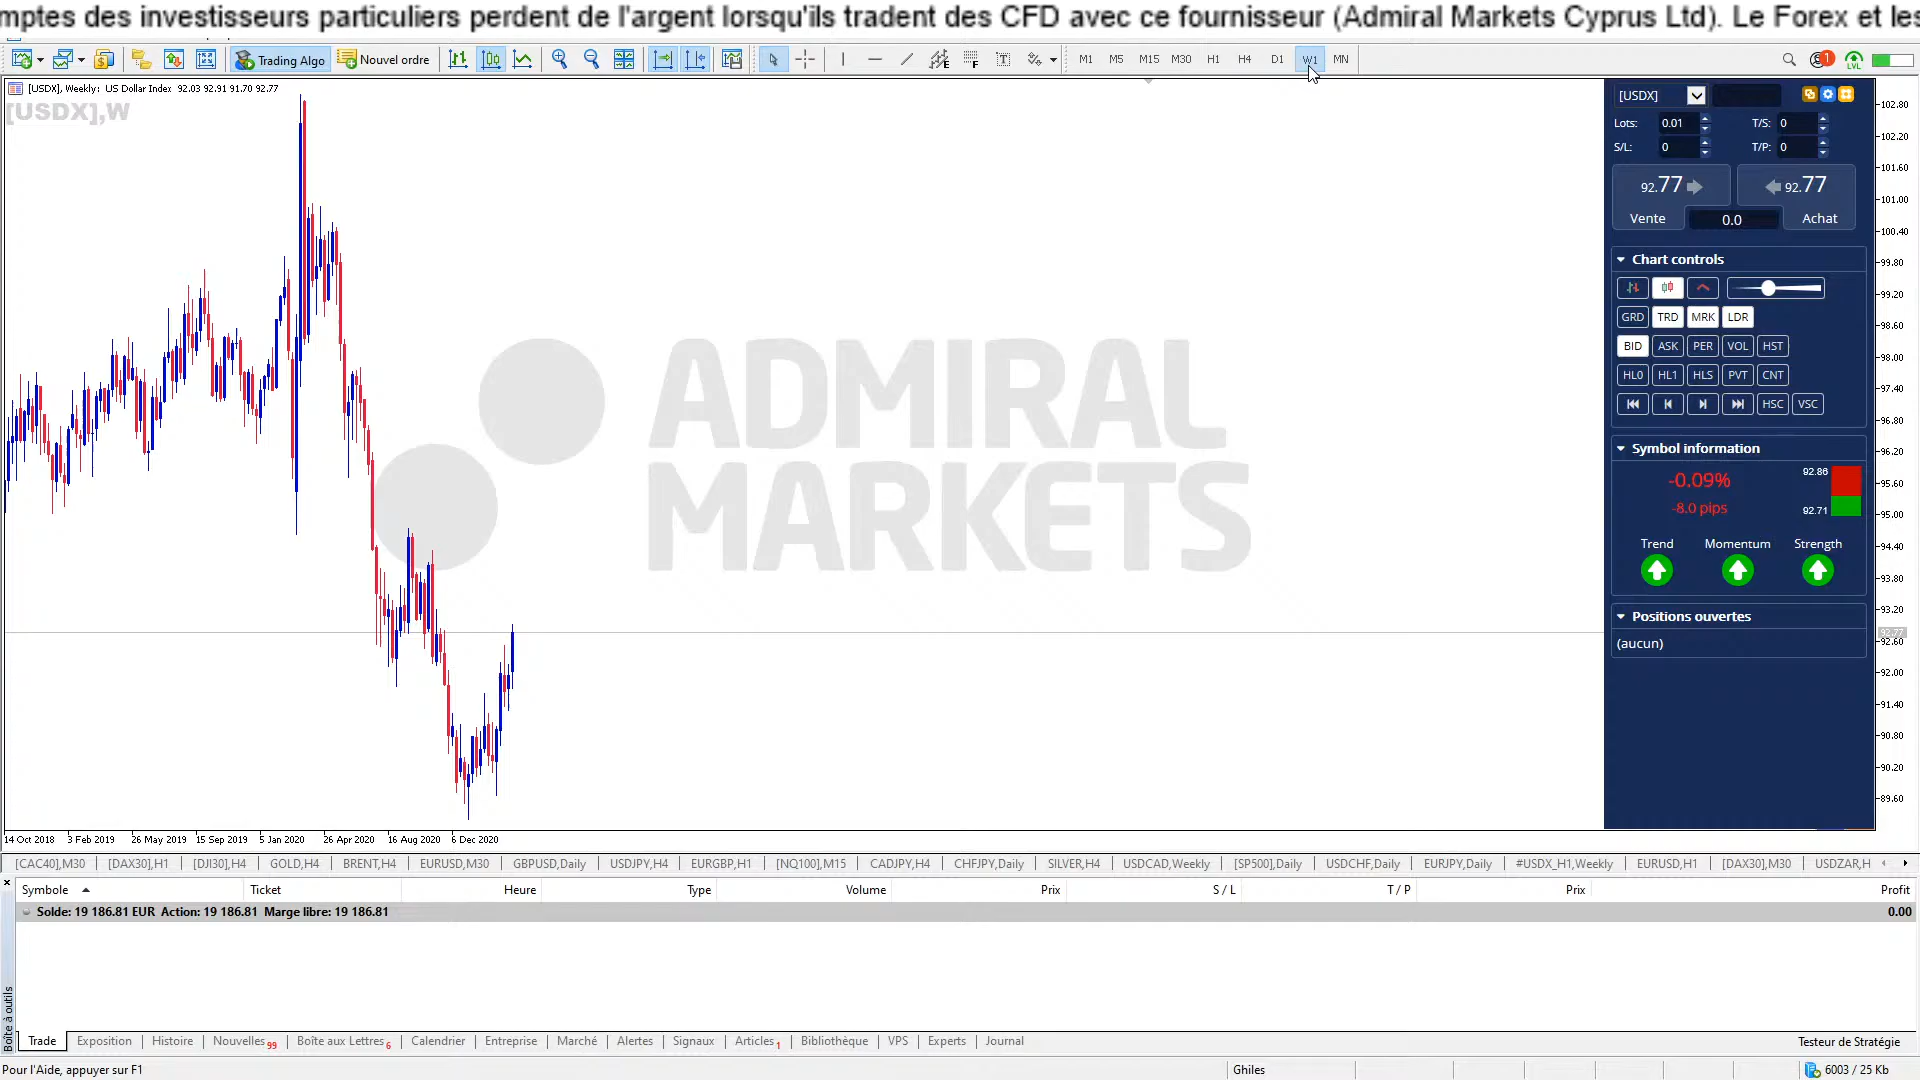 mptes des investisseurs particuliers perdent de l'argent lorsqu'ils tradent des CFD avec ce fournisseur (Admiral Markets Cyprus Ltd). Le Forex et les
Trading Algo Nouvel ordre M1 M5 M15 M30 H1 H4 D1 W1 MN 1 LVL
[USDX], Weekly: US Dollar Index 92.03 92.91 91.70 92.77
[USDX],W
ADMIRAL
MARKETS
102.80
102.20
101.60
101.00
100.40
99.80
99.20
98.60
98.00
97.40
96.80
96.20
95.60
95.00
94.40
93.80
93.20
92.77
92.60
92.00
91.40
90.80
90.20
89.60
14 Oct 2018 3 Feb 2019 26 May 2019 15 Sep 2019 5 Jan 2020 26 Apr 2020 16 Aug 2020 6 Dec 2020
[USDX]
Lots: 0.01 T/S: 0
S/L: 0 T/P: 0
92.77 92.77
Vente 0.0 Achat
Chart controls
GRD TRD MRK LDR
BID ASK PER VOL HST
HL0 HL1 HLS PVT CNT
HSC VSC
Symbol information
-0.09% 92.86
-8.0 pips 92.71
Trend Momentum Strength
Positions ouvertes
(aucun)
[CAC40],M30 [DAX30],H1 [DJI30],H4 GOLD,H4 BRENT,H4 EURUSD,M30 GBPUSD,Daily USDJPY,H4 EURGBP,H1 [NQ100],M15 CADJPY,H4 CHFJPY,Daily SILVER,H4 USDCAD,Weekly [SP500],Daily USDCHF,Daily EURJPY,Daily #USDX_H1,Weekly EURUSD,H1 [DAX30],M30 USDZAR,H
Symbole Ticket Heure Type Volume Prix S / L T / P Prix Profit
Solde: 19 186.81 EUR Action: 19 186.81 Marge libre: 19 186.81 0.00
Boîte à outils
Trade Exposition Histoire Nouvelles 99 Boîte aux Lettres 6 Calendrier Entreprise Marché Alertes Signaux Articles 1 Bibliothèque VPS Experts Journal Testeur de Stratégie
Pour l'Aide, appuyer sur F1 Ghiles 6003 / 25 Kb